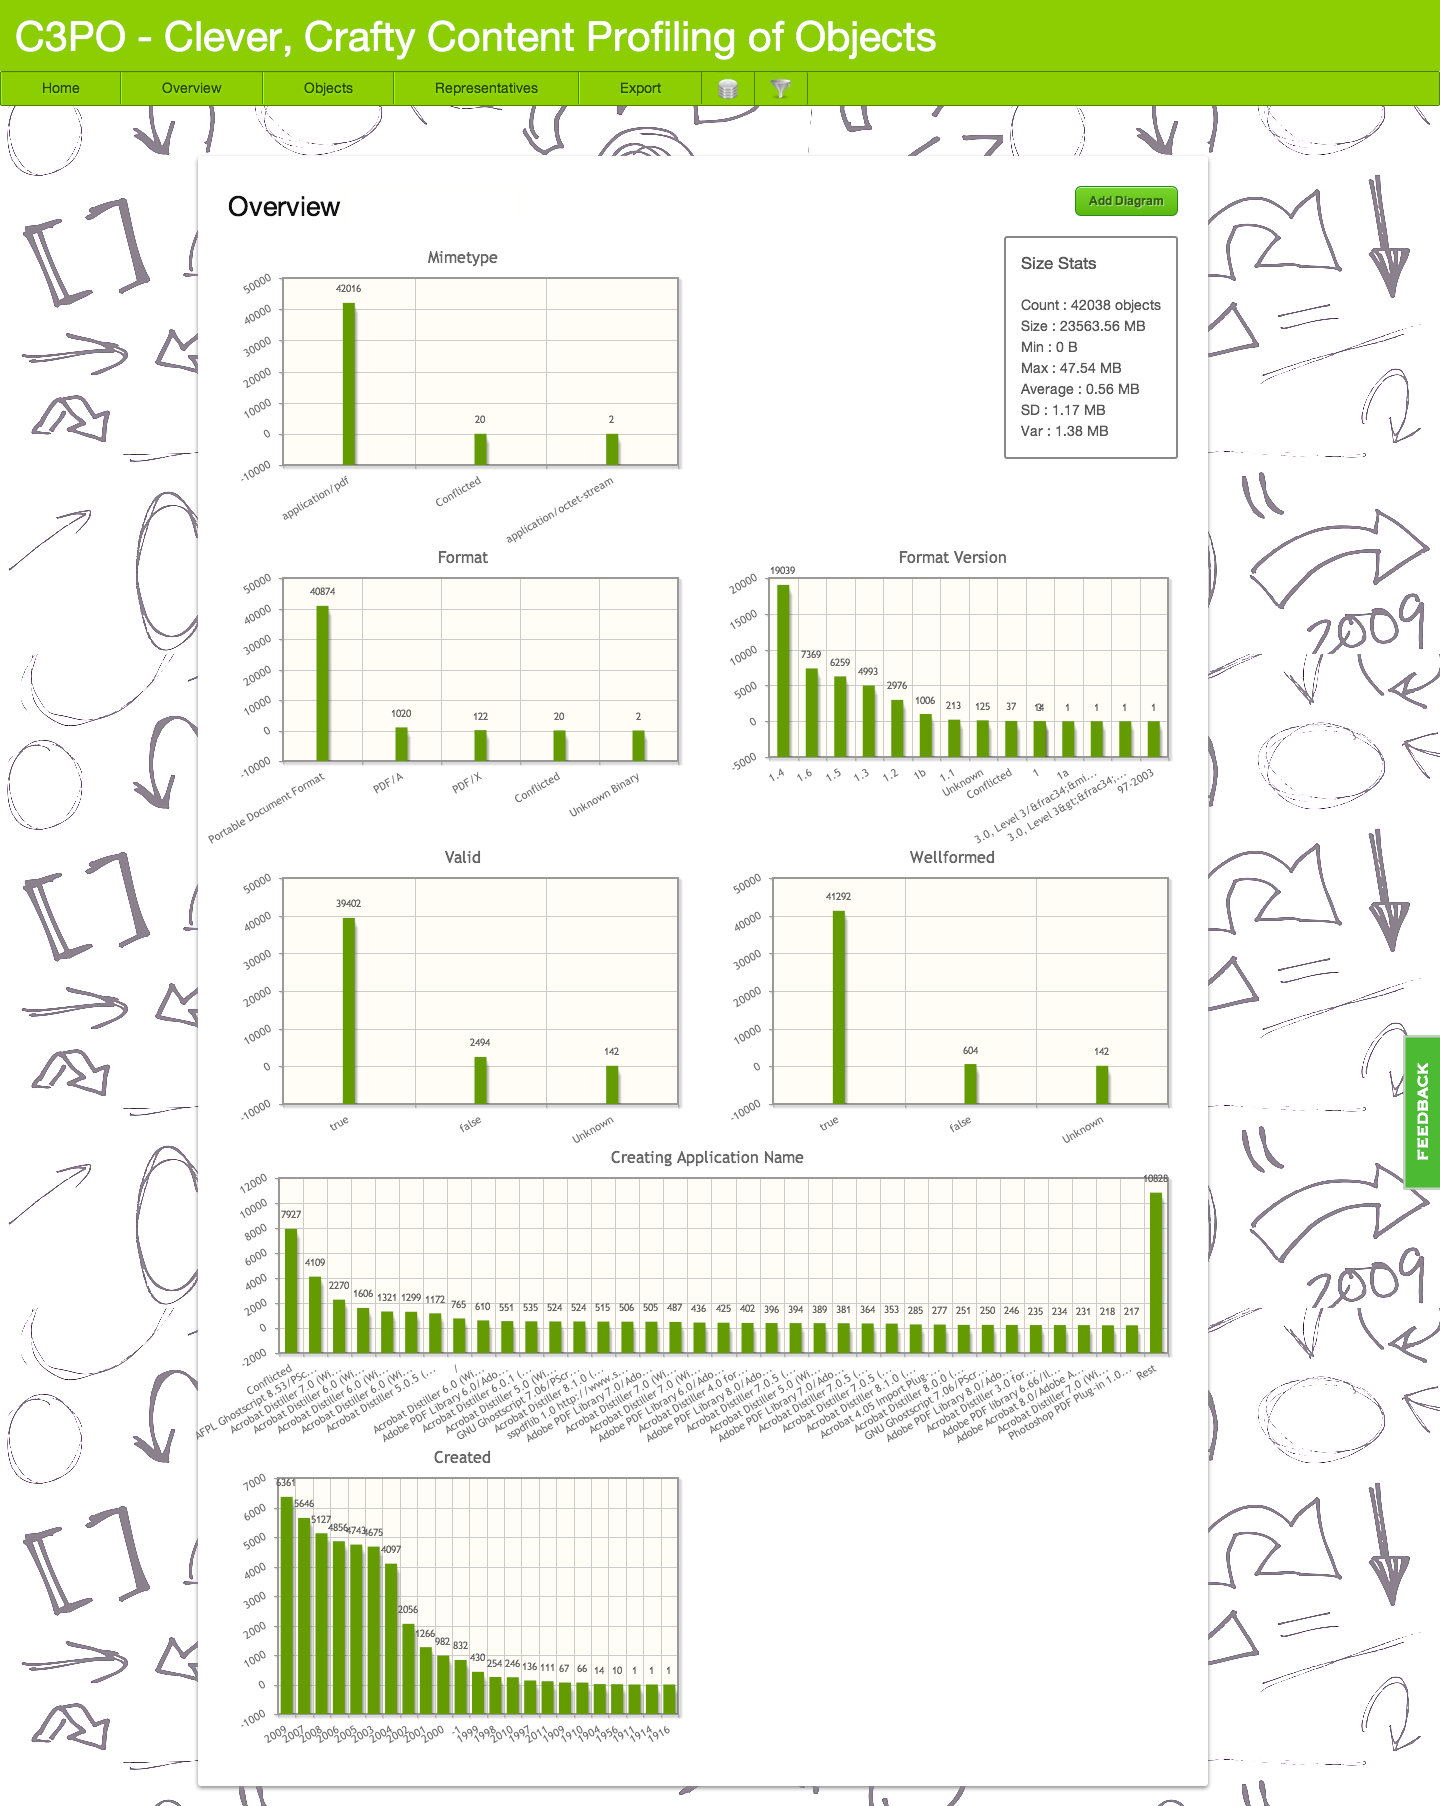 C3PO - Clever, Crafty Content Profiling of Objects
Home Overview Objects Representatives Export
Overview
Add Diagram
Size Stats
Count : 42038 objects
Size : 23563.56 MB
Min : 0 B
Max : 47.54 MB
Average : 0.56 MB
SD : 1.17 MB
Var : 1.38 MB
Mimetype
50000
40000
30000
20000
10000
0
-10000
42016 20 2
application/pdf Conflicted application/octet-stream
Format
50000
40000
30000
20000
10000
0
-10000
40874 1020 122 20 2
Portable Document Format PDF/A PDF/X Conflicted Unknown Binary
Format Version
20000
15000
10000
5000
0
-5000
19039 7369 6259 4993 2976 1006 213 125 37 1 1 1 1
1.4 1.6 1.5 1.3 1.2 1b 1.1 Unknown Conflicted 1 1a 3.0, Level 3/&frac34;&mi... 3.0, Level 3&gt;&frac34;... 97-2003
Valid
50000
40000
30000
20000
10000
0
-10000
39402 2494 142
true false Unknown
Wellformed
50000
40000
30000
20000
10000
0
-10000
41292 604 142
true false Unknown
FEEDBACK
Creating Application Name
12000
10000
8000
6000
4000
2000
0
-2000
7927 4109 2270 1606 1321 1299 1172 765 610 551 535 524 524 515 506 505 487 436 425 402 396 394 389 381 364 353 285 277 251 250 246 235 234 231 218 217 10828
Conflicted
AFPL Ghostscript 8.53/PSc...
Acrobat Distiller 7.0 (Wi...
Acrobat Distiller 6.0 (Wi...
Acrobat Distiller 6.0 (Wi...
Acrobat Distiller 6.0 (Wi...
Acrobat Distiller 5.0.5 (...
/
Acrobat Distiller 6.0 (Wi...
Adobe PDF Library 6.0/Ado...
Acrobat Distiller 6.0.1 (...
Acrobat Distiller 5.0 (Wi...
GNU Ghostscript 7.06/PScr...
Acrobat Distiller 8.1.0 (...
sspdflib 1.0 http://www.s...
Adobe PDF Library 7.0/Ado...
Acrobat Distiller 7.0 (Wi...
Acrobat Distiller 7.0 (Wi...
Adobe PDF Library 6.0/Ado...
Acrobat Distiller 4.0 for...
Adobe PDF Library 8.0/Ado...
Acrobat Distiller 7.0.5 (...
Acrobat Distiller 5.0 (Wi...
Adobe PDF Library 7.0/Ado...
Acrobat Distiller 7.0.5 (...
Acrobat Distiller 7.0.5 (...
Acrobat Distiller 8.1.0 (...
Acrobat 4.05 Import Plug-...
Acrobat Distiller 8.0.0 (...
GNU Ghostscript 7.06/PScr...
Adobe PDF Library 8.0/Ado...
Acrobat Distiller 3.0 for...
Adobe PDF library 6.66/Il...
Adobe Acrobat 8.0/Adobe A...
Acrobat Distiller 7.0 (Wi...
Photoshop PDF Plug-in 1.0...
Rest
Created
7000
6000
5000
4000
3000
2000
1000
0
-1000
6361 5646 5127 4856 4743 4675 4097 2056 1266 982 832 430 254 246 136 111 67 66 14 10 1 1 1
2009 2007 2008 2006 2005 2003 2004 2002 2001 2000 -1 1999 1998 2010 1997 2011 1909 1910 1904 1956 1911 1914 1916
2009
2009